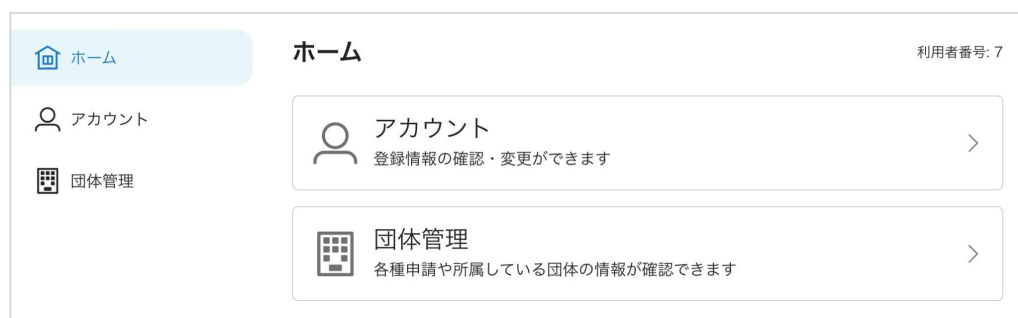 ホーム
アカウント
団体管理
ホーム
利用者番号: 7
アカウント
登録情報の確認・変更ができます
団体管理
各種申請や所属している団体の情報が確認できます